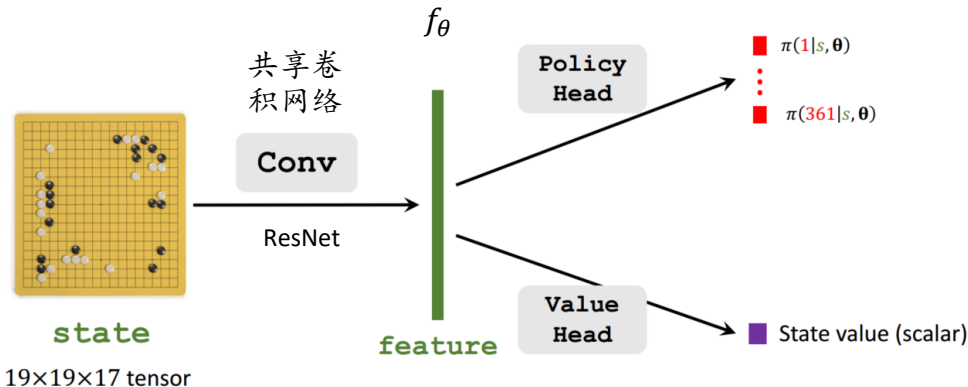 f_θ
共享卷
积网络
Conv
ResNet
state
19×19×17 tensor
feature
Policy
Head
Value
Head
π(1|s, θ)
π(361|s, θ)
State value (scalar)